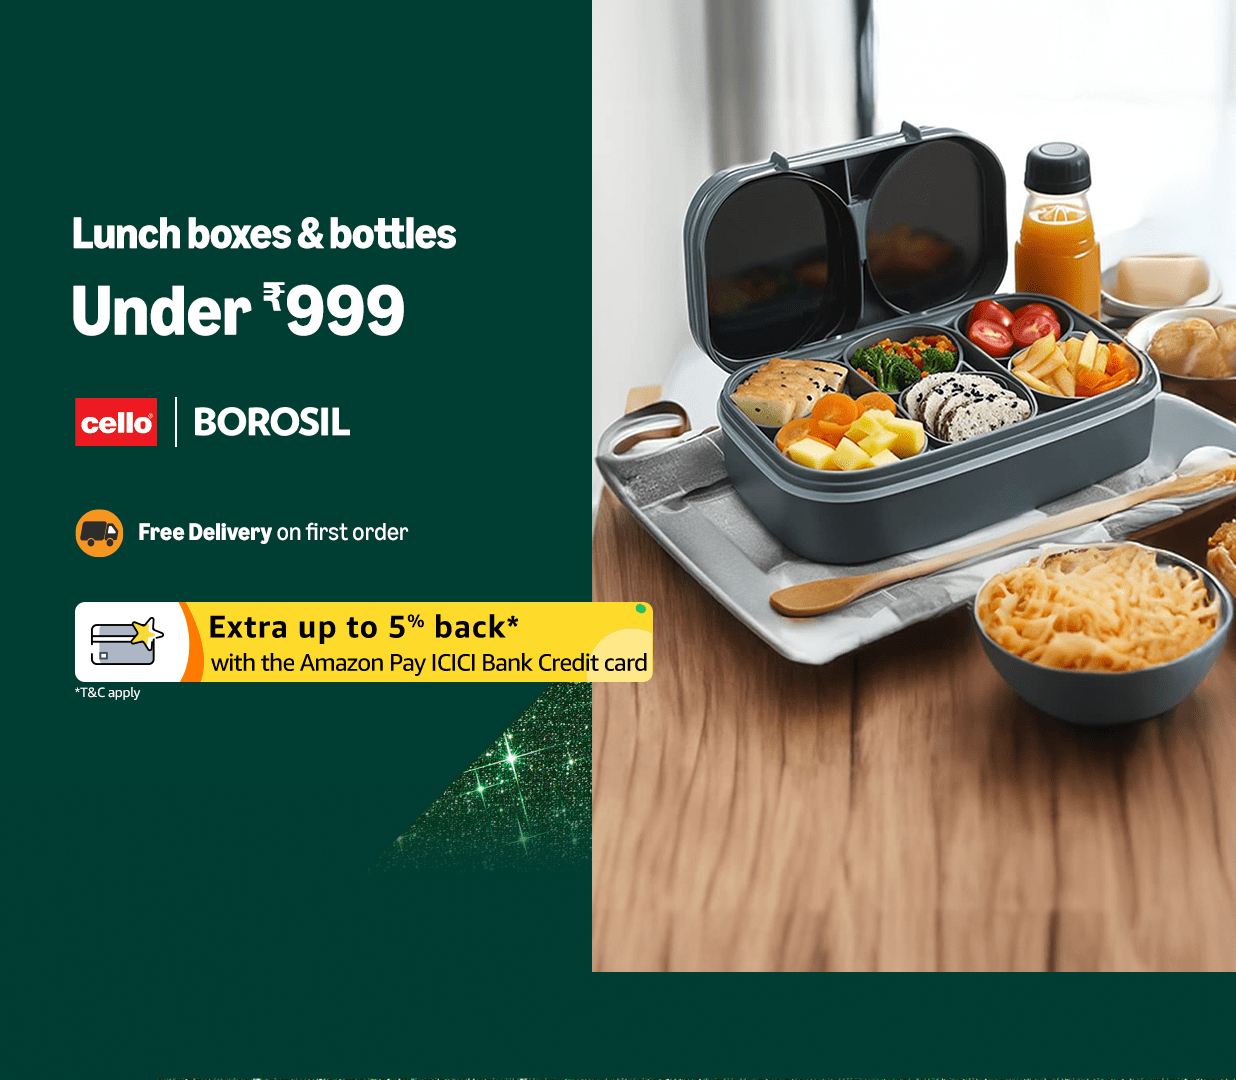 Lunch boxes & bottles
Under ₹999
cello | BOROSIL
Free Delivery on first order
Extra up to 5% back*
with the Amazon Pay ICICI Bank Credit card
*T&C apply